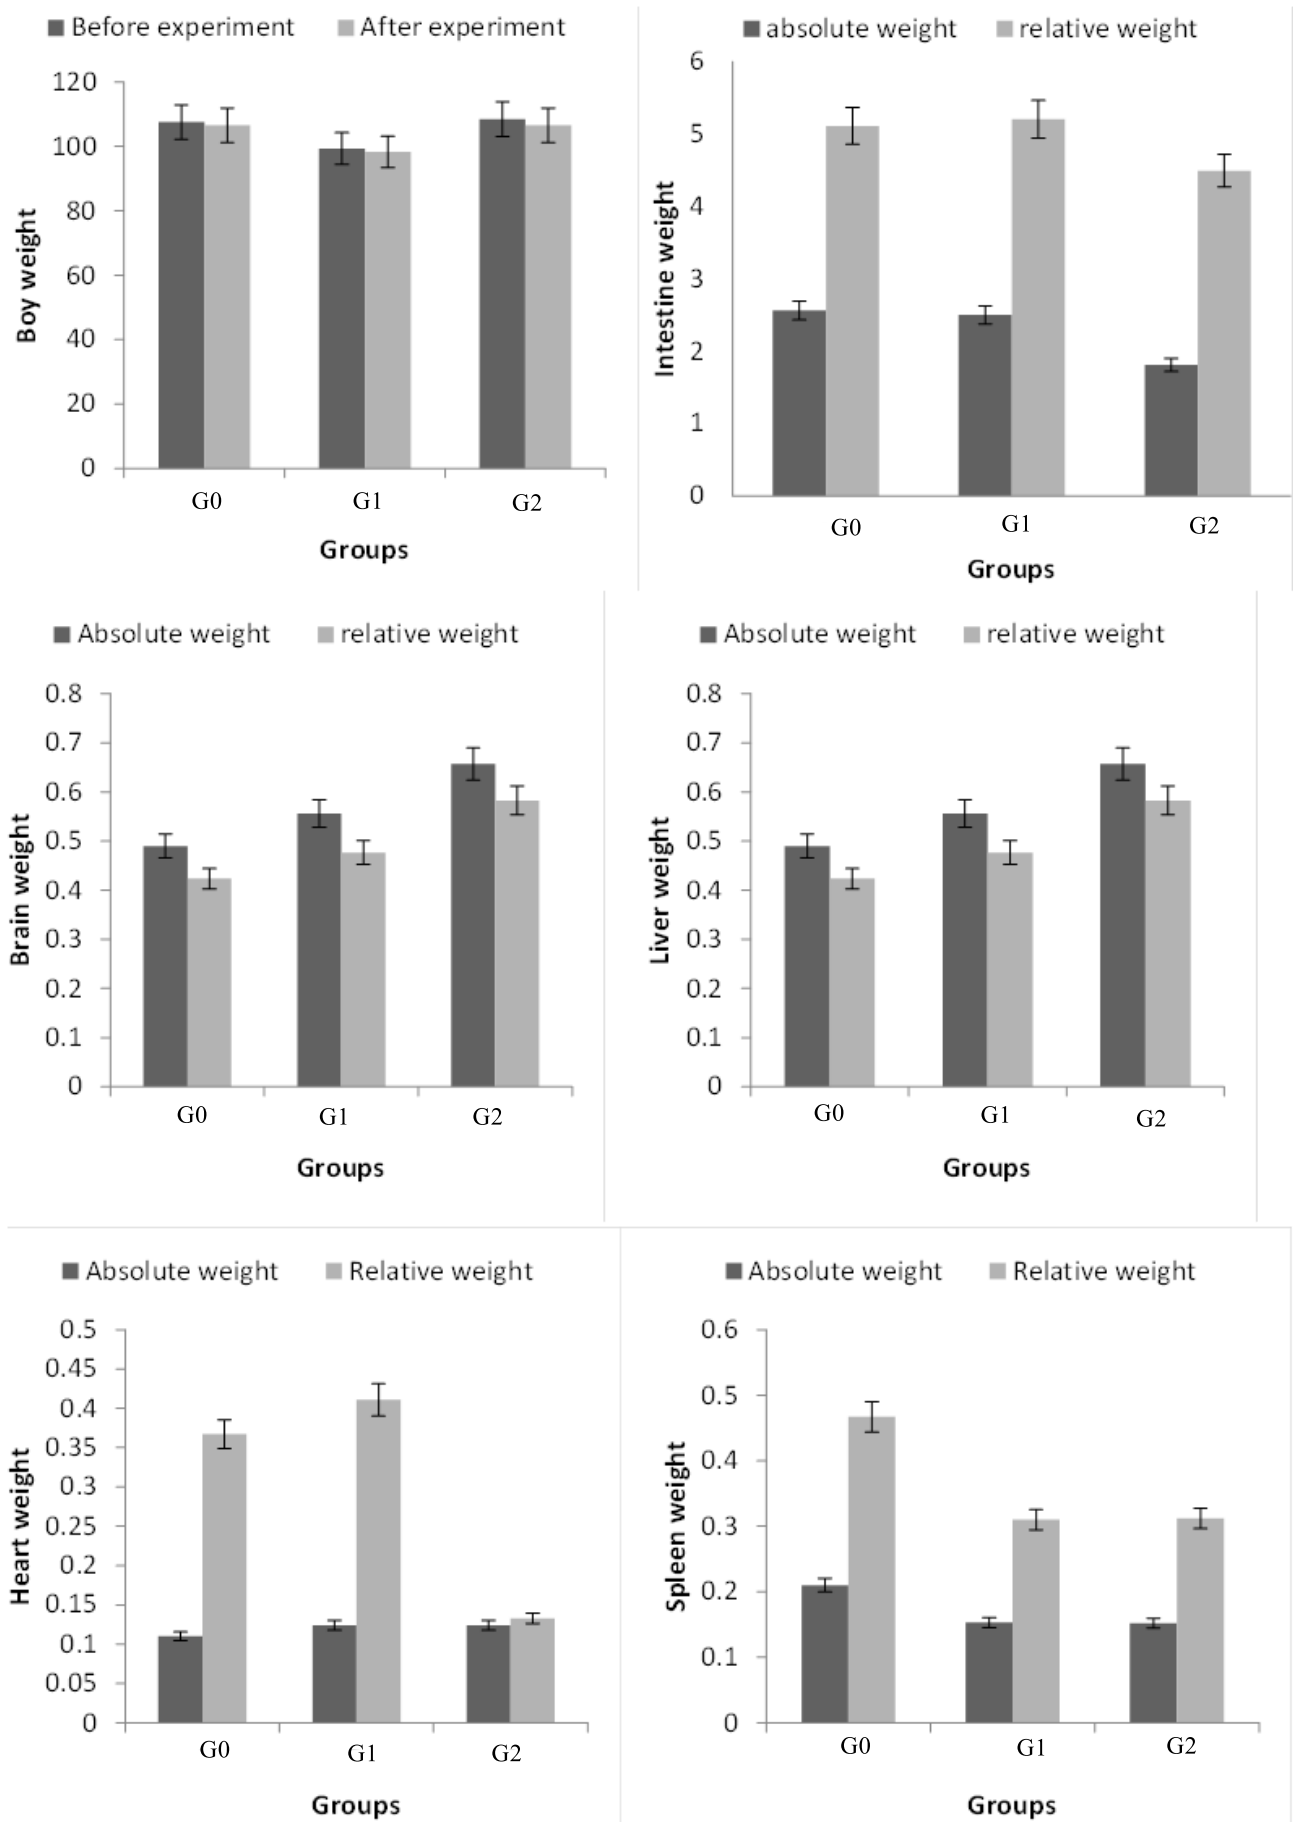 Before experiment After experiment
120
100
80
60
40
20
0
Boy weight
G0 G1 G2
Groups
absolute weight relative weight
6
5
4
3
2
1
0
Intestine weight
G0 G1 G2
Groups
Absolute weight relative weight
0.8
0.7
0.6
0.5
0.4
0.3
0.2
0.1
0
Brain weight
G0 G1 G2
Groups
Absolute weight relative weight
0.8
0.7
0.6
0.5
0.4
0.3
0.2
0.1
0
Liver weight
G0 G1 G2
Groups
Absolute weight Relative weight
0.5
0.45
0.4
0.35
0.3
0.25
0.2
0.15
0.1
0.05
0
Heart weight
G0 G1 G2
Groups
Absolute weight Relative weight
0.6
0.5
0.4
0.3
0.2
0.1
0
Spleen weight
G0 G1 G2
Groups